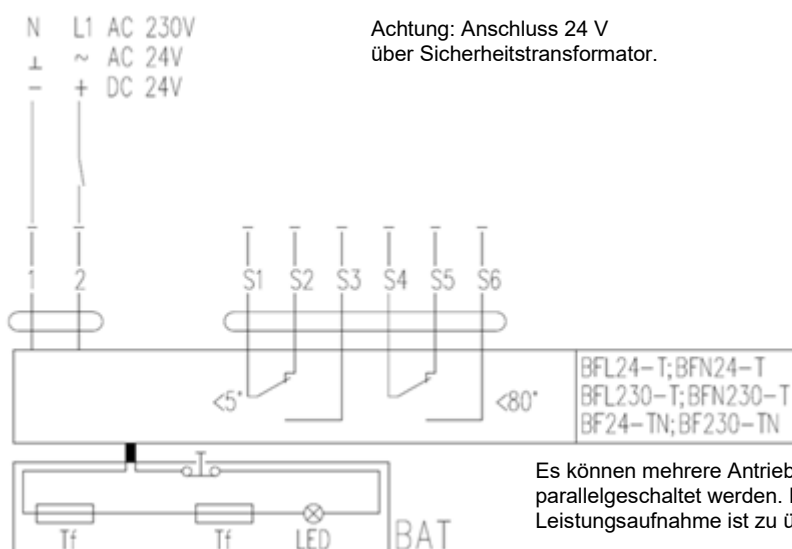 N L1 AC 230V
⊥ ~ AC 24V
- + DC 24V
Achtung: Anschluss 24 V
über Sicherheitstransformator.
1 2 S1 S2 S3 S4 S5 S6
<5° <80°
BFL24-T;BFN24-T
BFL230-T;BFN230-T
BF24-TN;BF230-TN
Es können mehrere
parallelgeschaltet werden.
Leistungsaufnahme ist zu
Tf Tf LED BAT